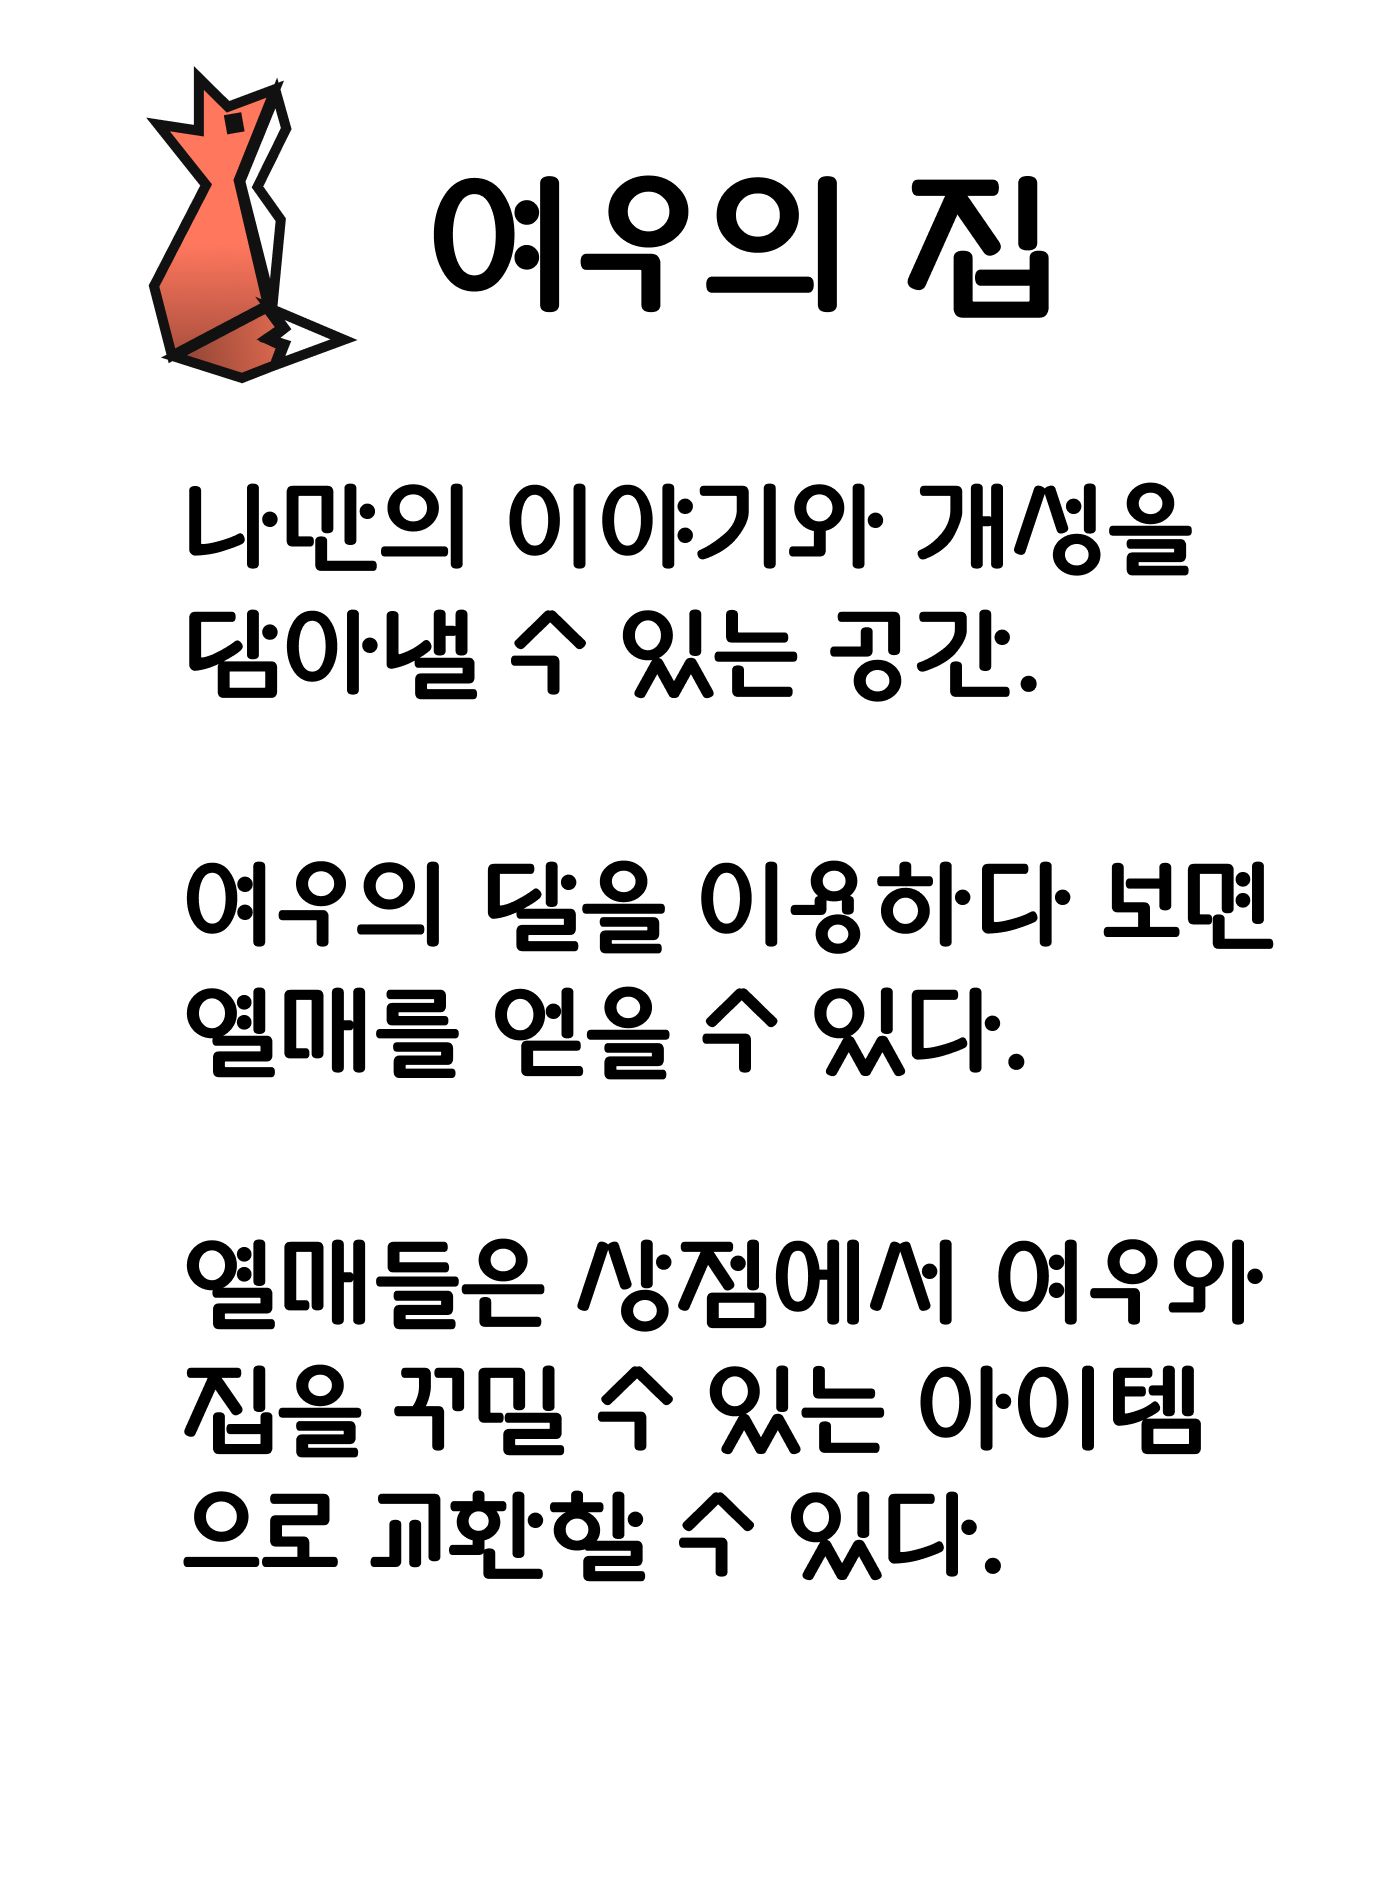 여우의 집
나만의 이야기와 개성을
담아낼 수 있는 공간.
여우의 달을 이용하다 보면
열매를 얻을 수 있다.
열매들은 상점에서 여우와
집을 꾸밀 수 있는 아이템
으로 교환할 수 있다.